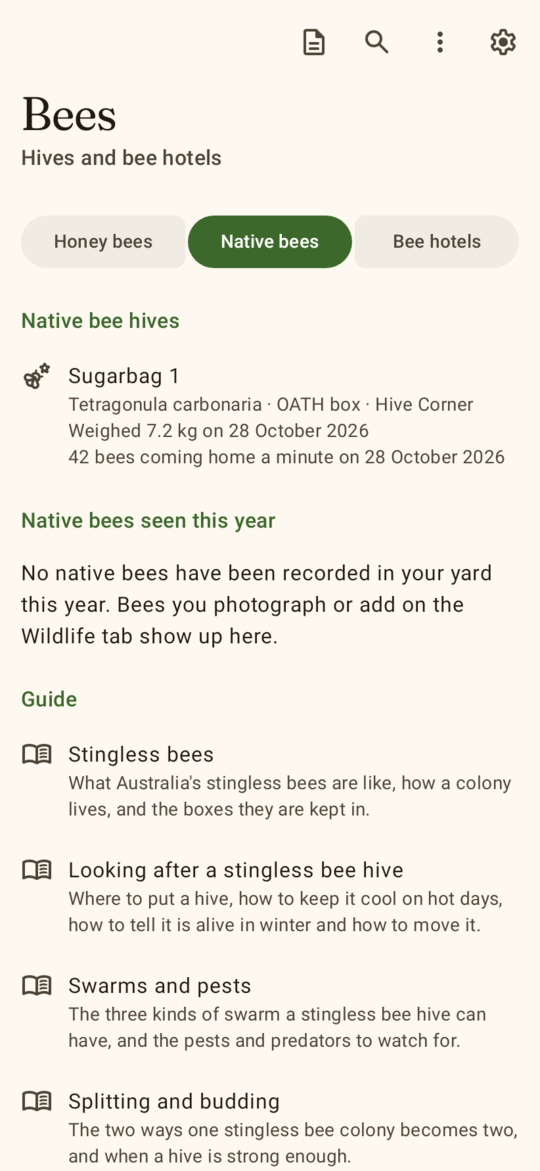 Bees
Hives and bee hotels
Honey bees
Native bees
Bee hotels
Native bee hives
Sugarbag 1
Tetragonula carbonaria · OATH box · Hive Corner
Weighed 7.2 kg on 28 October 2026
42 bees coming home a minute on 28 October 2026
Native bees seen this year
No native bees have been recorded in your yard
this year. Bees you photograph or add on the
Wildlife tab show up here.
Guide
Stingless bees
What Australia's stingless bees are like, how a colony
lives, and the boxes they are kept in.
Looking after a stingless bee hive
Where to put a hive, how to keep it cool on hot days,
how to tell it is alive in winter and how to move it.
Swarms and pests
The three kinds of swarm a stingless bee hive can
have, and the pests and predators to watch for.
Splitting and budding
The two ways one stingless bee colony becomes two,
and when a hive is strong enough.